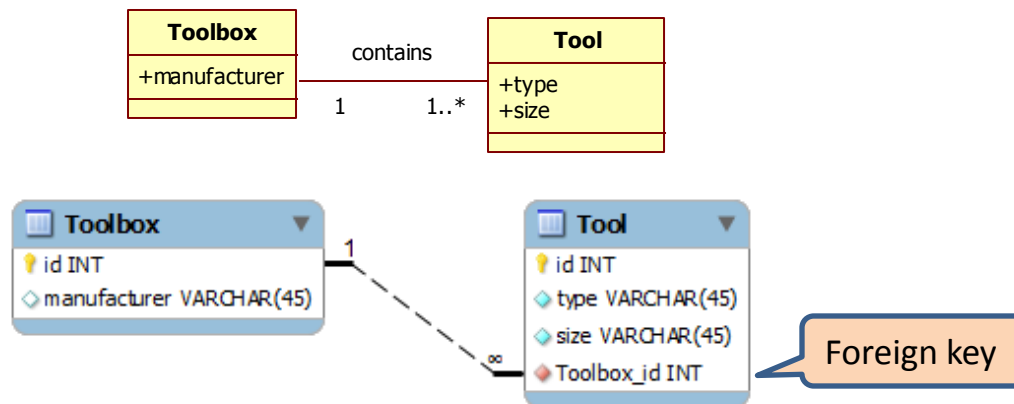 Toolbox
+manufacturer
contains
1
1..*
Tool
+type
+size
Toolbox
id INT
manufacturer VARCHAR(45)
1
∞
Tool
id INT
type VARCHAR(45)
size VARCHAR(45)
Toolbox_id INT
Foreign key